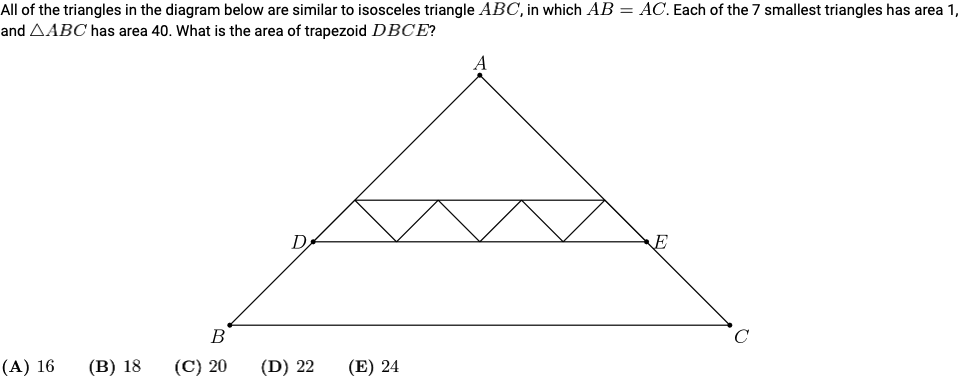 All of the triangles in the diagram below are similar to isosceles triangle ABC, in which AB = AC. Each of the 7 smallest triangles has area 1,
and △ABC has area 40. What is the area of trapezoid DBCE?
A
D
E
B
C
(A) 16 (B) 18 (C) 20 (D) 22 (E) 24